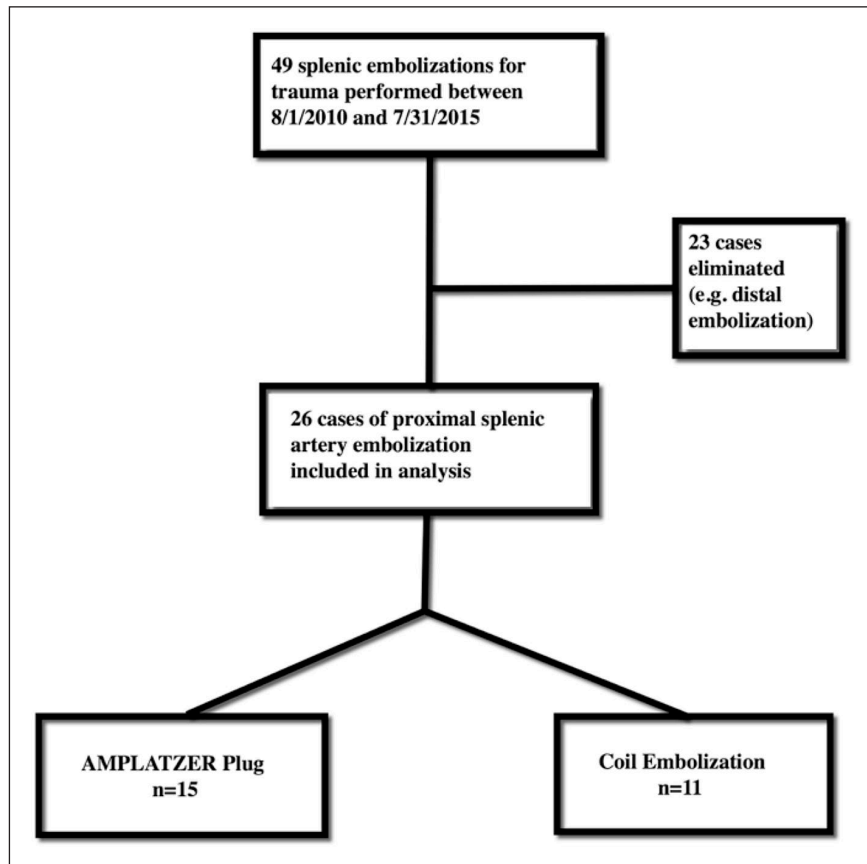 49 splenic embolizations for
trauma performed between
8/1/2010 and 7/31/2015
23 cases
eliminated
(e.g. distal
embolization)
26 cases of proximal splenic
artery embolization
included in analysis
AMPLATZER Plug
n=15
Coil Embolization
n=11